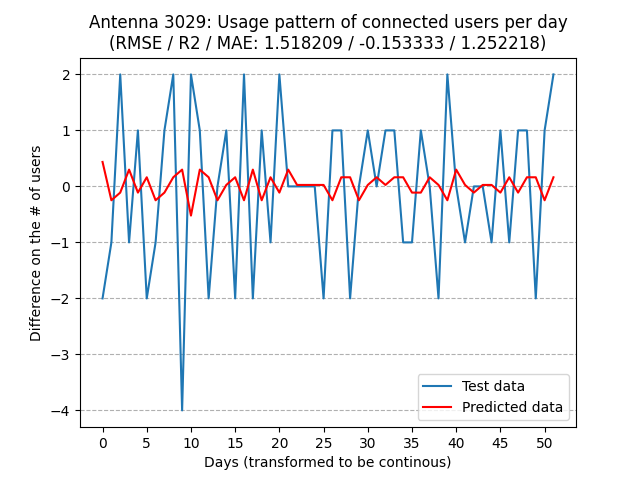 Antenna 3029: Usage pattern of connected users per day
(RMSE / R2 / MAE: 1.518209 / -0.153333 / 1.252218)
Difference on the # of users
2
1
0
−1
−2
−3
−4
Test data
Predicted data
0 5 10 15 20 25 30 35 40 45 50
Days (transformed to be continous)